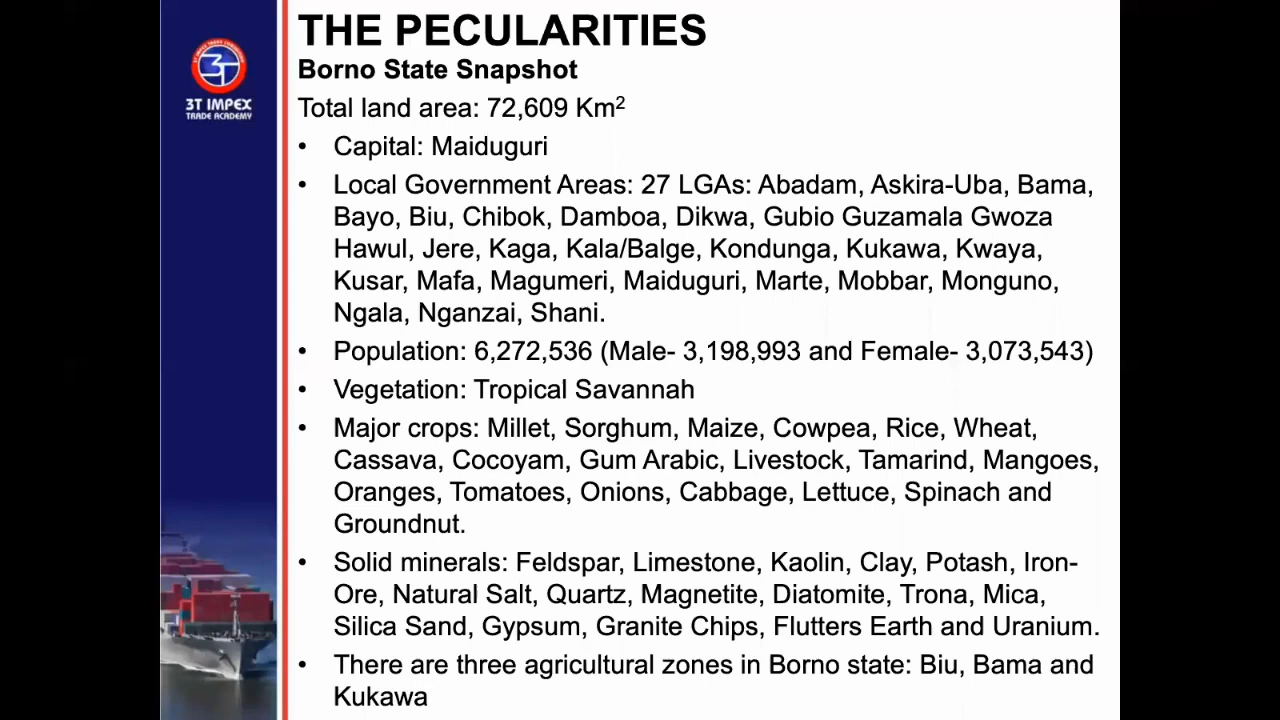 THE PECULARITIES
Borno State Snapshot
3T IMPEX
TRADE ACADEMY
Total land area: 72,609 Km²
• Capital: Maiduguri
• Local Government Areas: 27 LGAs: Abadam, Askira-Uba, Bama,
Bayo, Biu, Chibok, Damboa, Dikwa, Gubio Guzamala Gwoza
Hawul, Jere, Kaga, Kala/Balge, Kondunga, Kukawa, Kwaya,
Kusar, Mafa, Magumeri, Maiduguri, Marte, Mobbar, Monguno,
Ngala, Nganzai, Shani.
• Population: 6,272,536 (Male- 3,198,993 and Female- 3,073,543)
• Vegetation: Tropical Savannah
• Major crops: Millet, Sorghum, Maize, Cowpea, Rice, Wheat,
Cassava, Cocoyam, Gum Arabic, Livestock, Tamarind, Mangoes,
Oranges, Tomatoes, Onions, Cabbage, Lettuce, Spinach and
Groundnut.
• Solid minerals: Feldspar, Limestone, Kaolin, Clay, Potash, Iron-
Ore, Natural Salt, Quartz, Magnetite, Diatomite, Trona, Mica,
Silica Sand, Gypsum, Granite Chips, Flutters Earth and Uranium.
• There are three agricultural zones in Borno state: Biu, Bama and
Kukawa